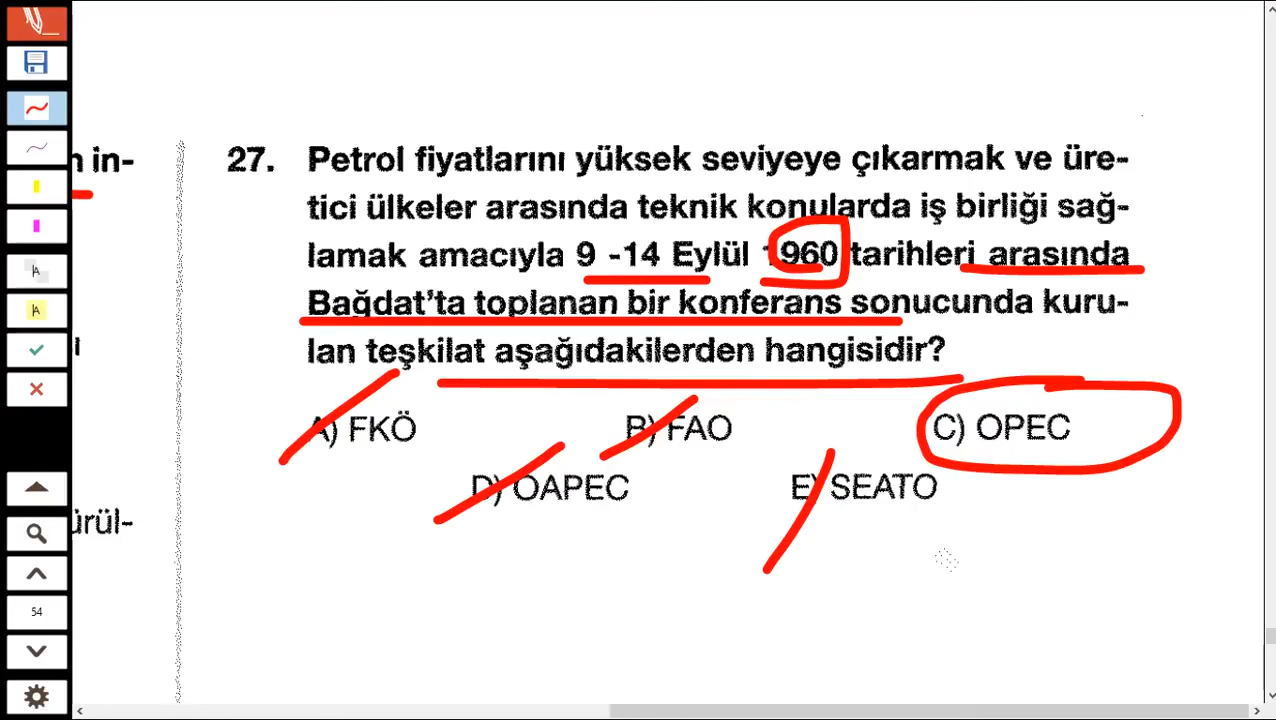 n in-
27. Petrol fiyatlarını yüksek seviyeye çıkarmak ve üre-
tici ülkeler arasında teknik konularda iş birliği sağ-
lamak amacıyla 9 -14 Eylül 1960 tarihleri arasında
Bağdat'ta toplanan bir konferans sonucunda kuru-
lan teşkilat aşağıdakilerden hangisidir?
A) FKÖ B) FAO C) OPEC
D) OAPEC E) SEATO
ürül-
54